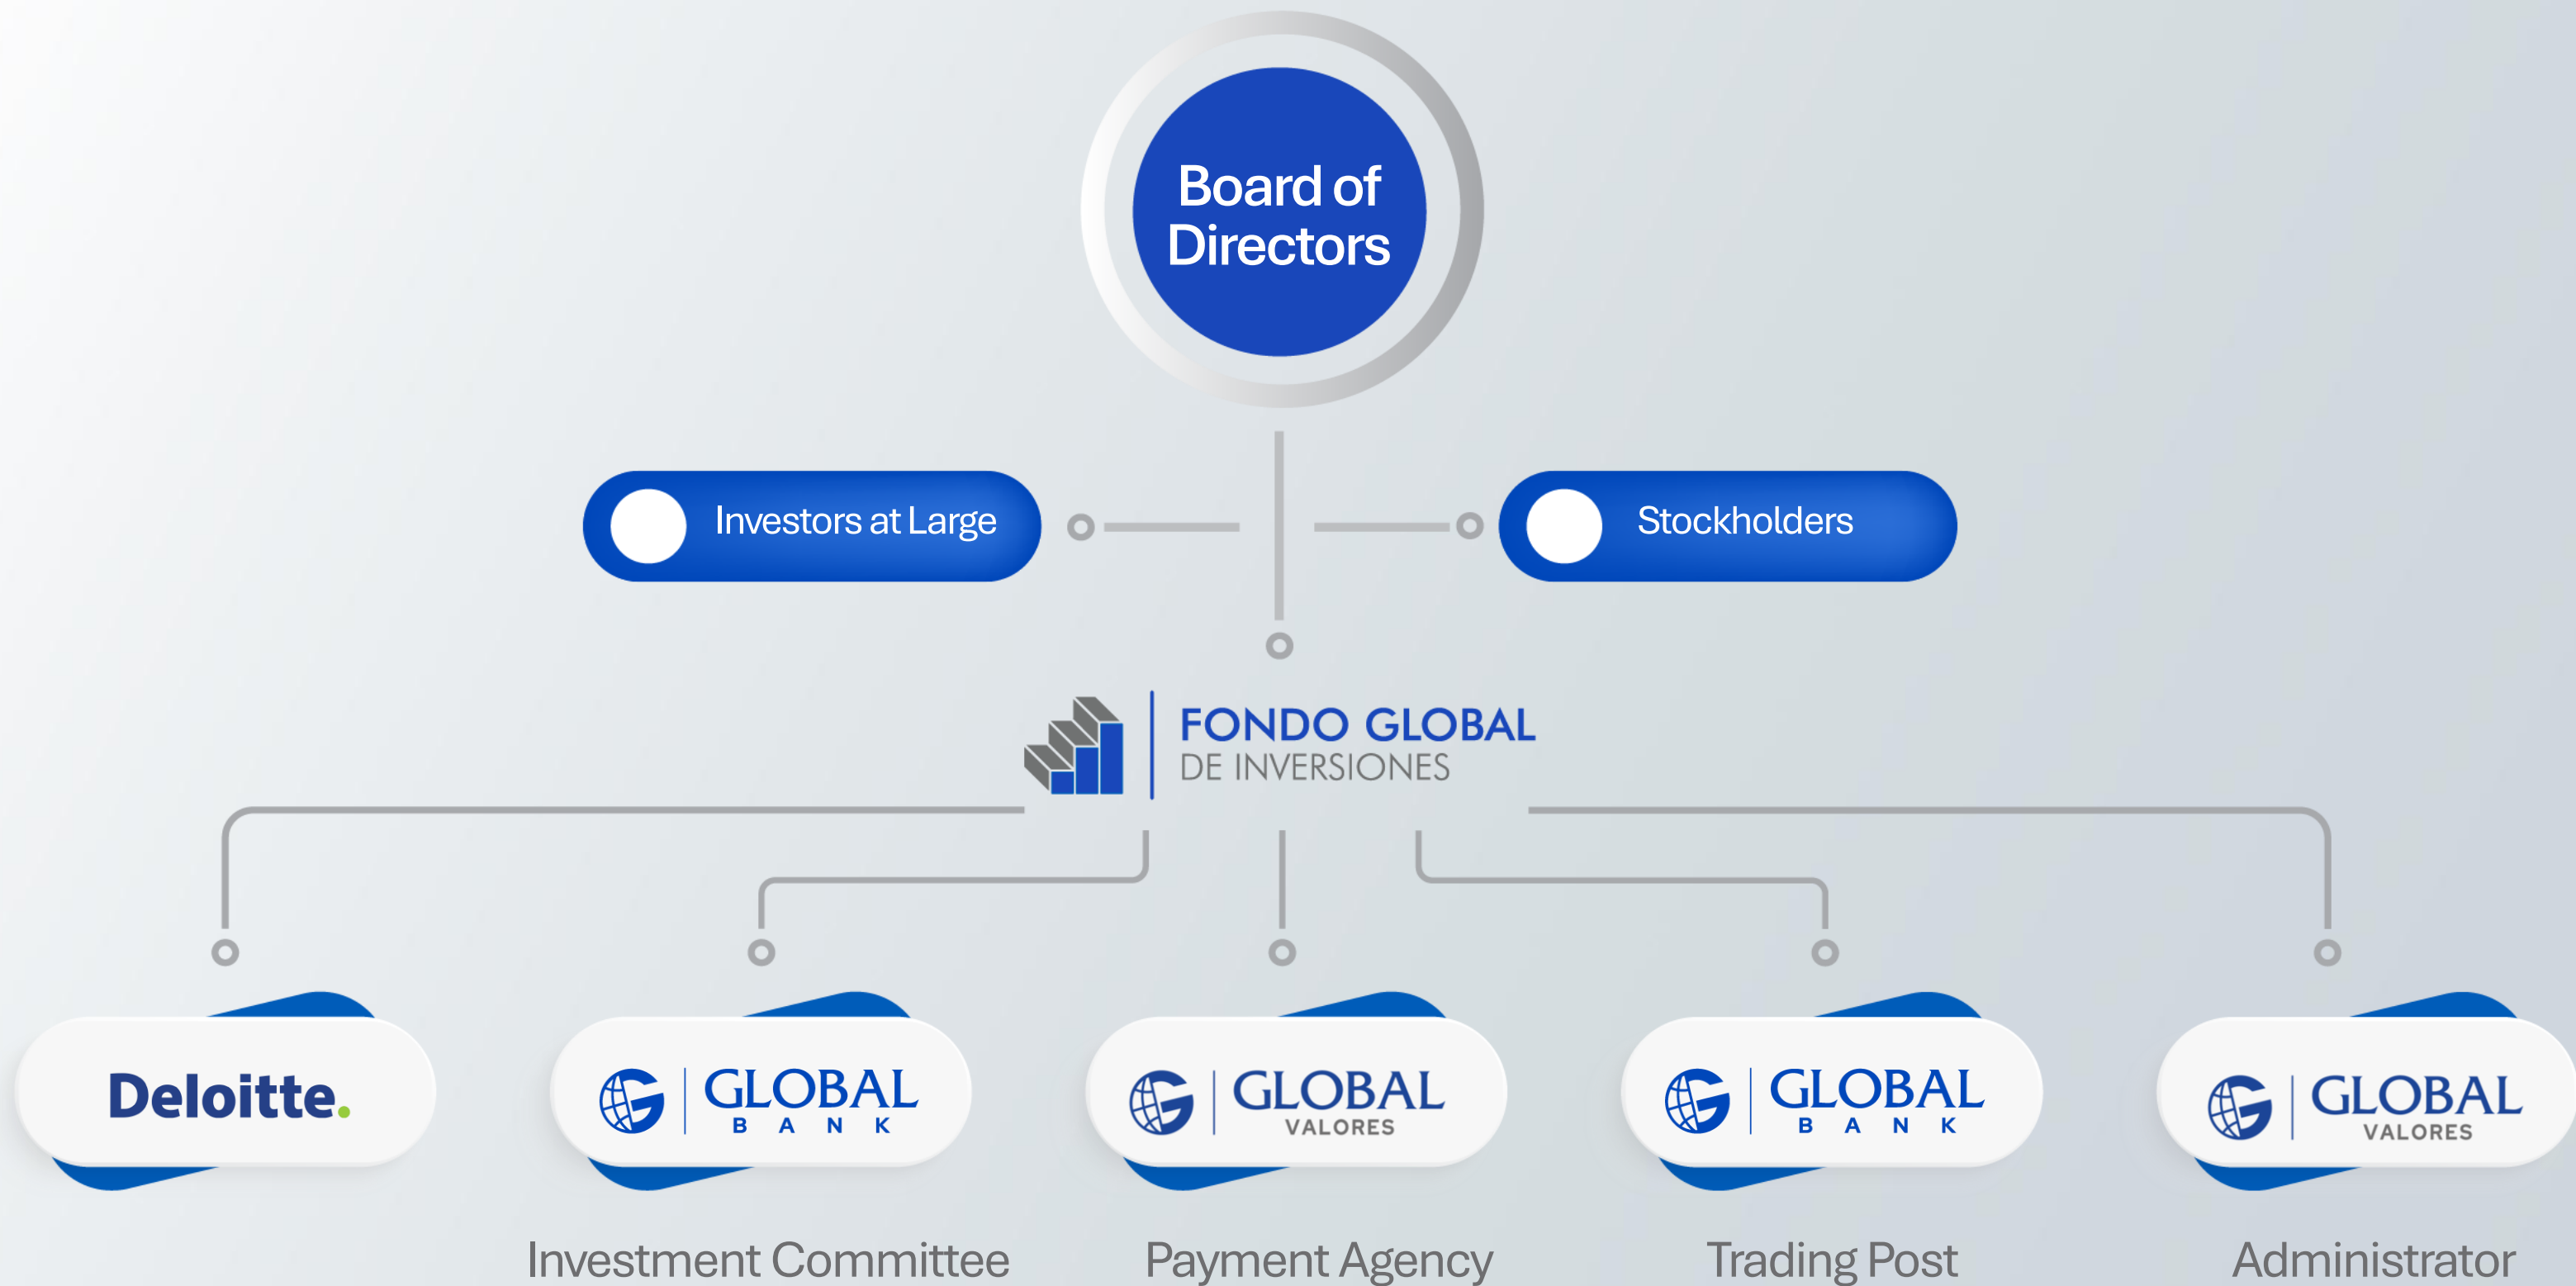 Board of
Directors
Investors at Large
Stockholders
FONDO GLOBAL
DE INVERSIONES
Deloitte.
GLOBAL
BANK
GLOBAL
VALORES
GLOBAL
BANK
GLOBAL
VALORES
Investment Committee
Payment Agency
Trading Post
Administrator